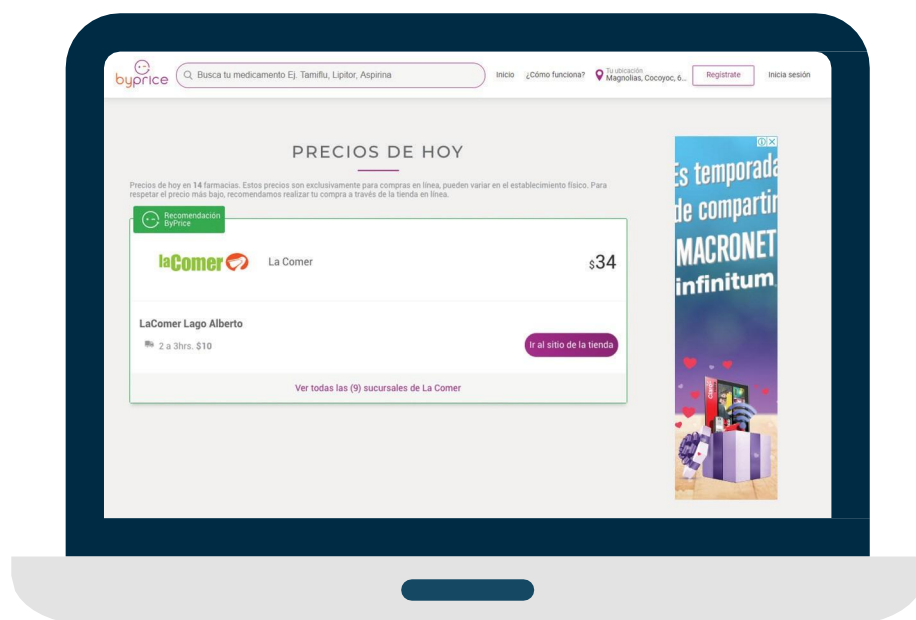 byprice
Busca tu medicamento Ej. Tamiflu, Lipitor, Aspirina
Inicio
¿Cómo funciona?
Tu ubicación
Magnolias, Cocoyoc, 6...
Regístrate
Inicia sesión
PRECIOS DE HOY
Precios de hoy en 14 farmacias. Estos precios son exclusivamente para compras en línea, pueden variar en el establecimiento físico. Para
respetar el precio más bajo, recomendamos realizar tu compra a través de la tienda en línea.
Recomendación
ByPrice
laComer
La Comer
$34
LaComer Lago Alberto
2 a 3hrs. $10
Ir al sitio de la tienda
Ver todas las (9) sucursales de La Comer
Es temporada
de compartir
MACRONET
infinitum
Claro